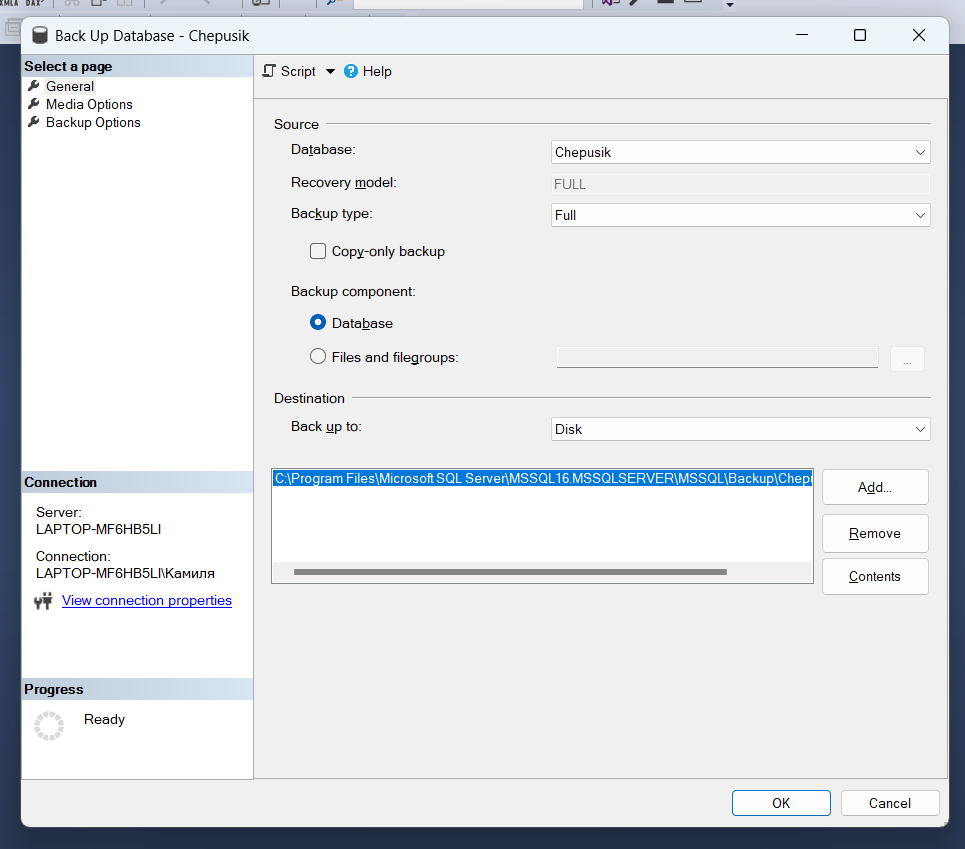 XMLA DAX
Back Up Database - Chepusik
Select a page
General
Media Options
Backup Options
Script
Help
Source
Database:
Chepusik
Recovery model:
FULL
Backup type:
Full
Copy-only backup
Backup component:
Database
Files and filegroups:
...
Destination
Back up to:
Disk
C:\Program Files\Microsoft SQL Server\MSSQL16.MSSQLSERVER\MSSQL\Backup\Chepu
Add...
Remove
Contents
Connection
Server:
LAPTOP-MF6HB5LI
Connection:
LAPTOP-MF6HB5LI\Камиля
View connection properties
Progress
Ready
OK
Cancel